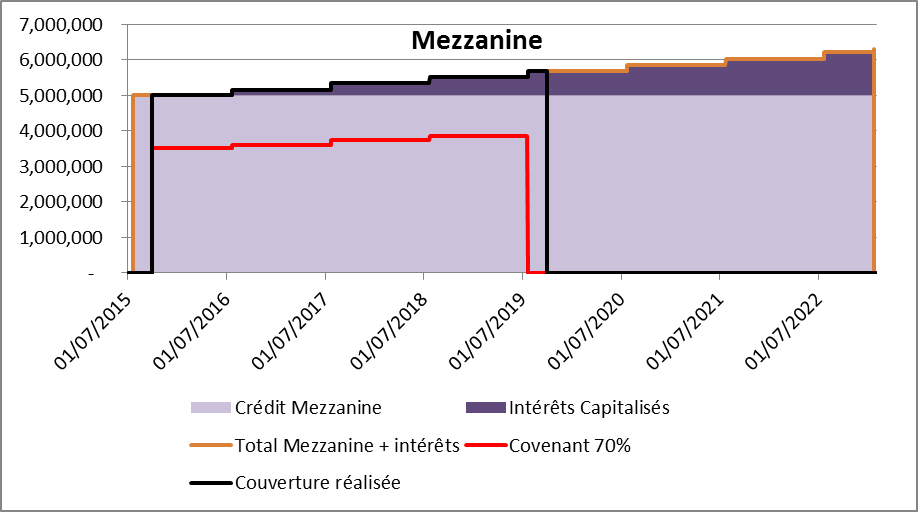 Mezzanine
7,000,000
6,000,000
5,000,000
4,000,000
3,000,000
2,000,000
1,000,000
-
01/07/2015
01/07/2016
01/07/2017
01/07/2018
01/07/2019
01/07/2020
01/07/2021
01/07/2022
Crédit Mezzanine
Intérêts Capitalisés
Total Mezzanine + intérêts
Covenant 70%
Couverture réalisée